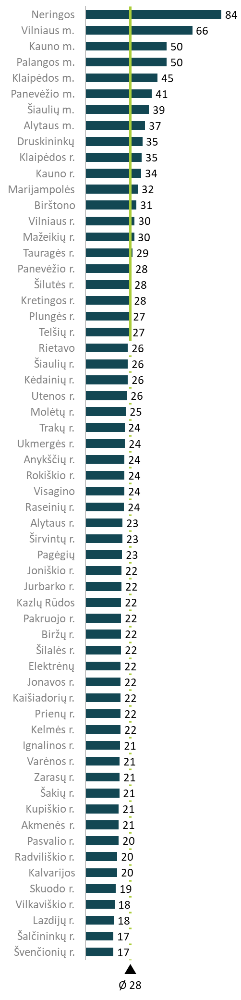 Neringos 84
Vilniaus m. 66
Kauno m. 50
Palangos m. 50
Klaipėdos m. 45
Panevėžio m. 41
Šiaulių m. 39
Alytaus m. 37
Druskininkų 35
Klaipėdos r. 35
Kauno r. 34
Marijampolės 32
Birštono 31
Vilniaus r. 30
Mažeikių r. 30
Tauragės r. 29
Panevėžio r. 28
Šilutės r. 28
Kretingos r. 28
Plungės r. 27
Telšių r. 27
Rietavo 26
Šiaulių r. 26
Kėdainių r. 26
Utenos r. 26
Molėtų r. 25
Trakų r. 24
Ukmergės r. 24
Anykščių r. 24
Rokiškio r. 24
Visagino 24
Raseinių r. 24
Alytaus r. 23
Širvintų r. 23
Pagėgių 23
Joniškio r. 22
Jurbarko r. 22
Kazlų Rūdos 22
Pakruojo r. 22
Biržų r. 22
Šilalės r. 22
Elektrėnų 22
Jonavos r. 22
Kaišiadorių r. 22
Prienų r. 22
Kelmės r. 22
Ignalinos r. 21
Varėnos r. 21
Zarasų r. 21
Šakių r. 21
Kupiškio r. 21
Akmenės r. 21
Pasvalio r. 20
Radviliškio r. 20
Kalvarijos 20
Skuodo r. 19
Vilkaviškio r. 18
Lazdijų r. 18
Šalčininkų r. 17
Švenčionių r. 17
Ø 28